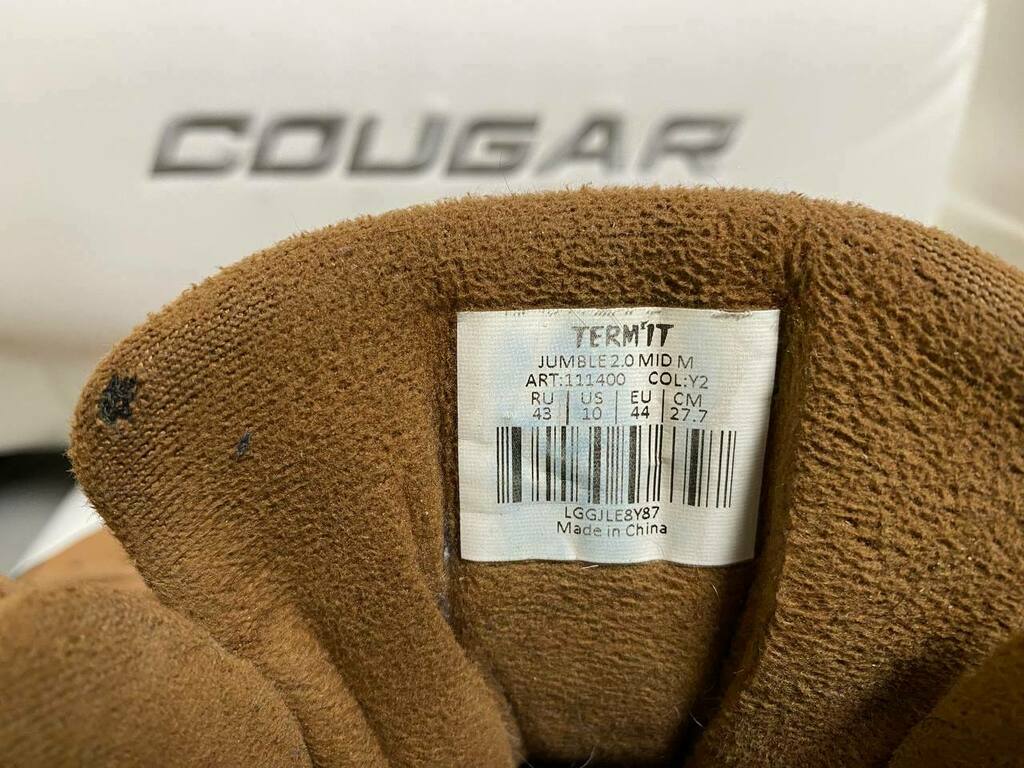 COUGAR
TERM'IT
JUMBLE 2.0 MID M
ART:111400 COL:Y2
RU US EU CM
43 10 44 27.7
LGGJLE8Y87
Made in China